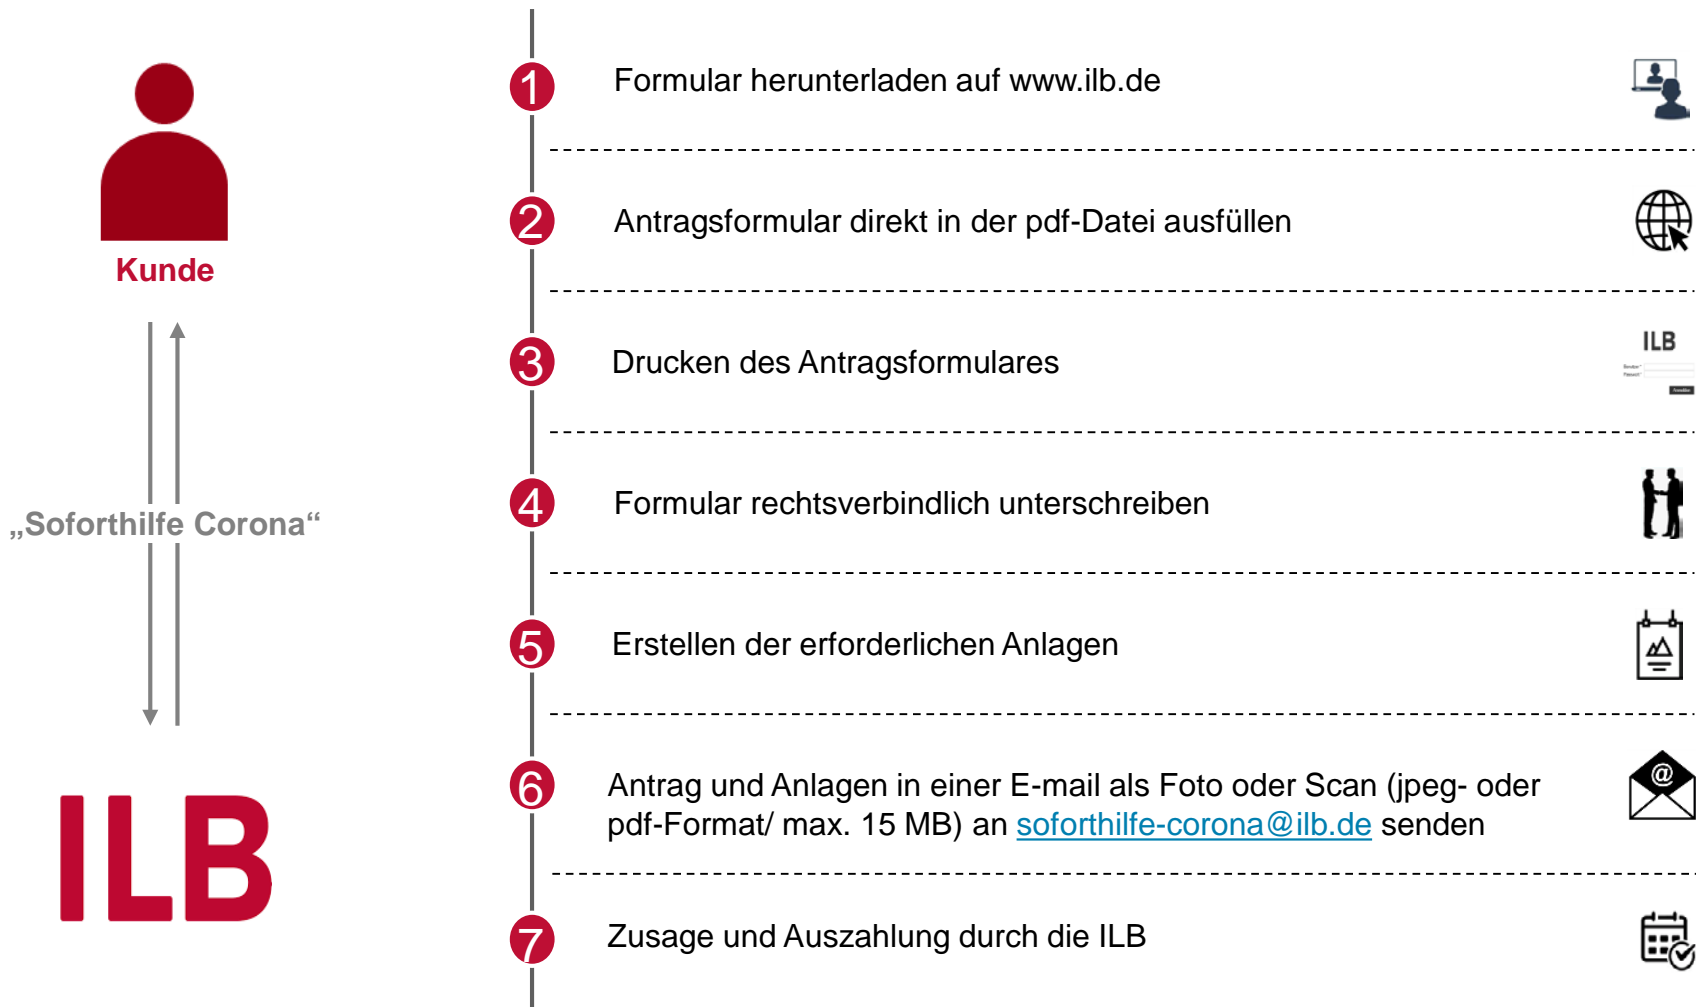 Kunde
„Soforthilfe Corona“
ILB
1
Formular herunterladen auf www.ilb.de
2
Antragsformular direkt in der pdf-Datei ausfüllen
3
Drucken des Antragsformulares
ILB
4
Formular rechtsverbindlich unterschreiben
5
Erstellen der erforderlichen Anlagen
6
Antrag und Anlagen in einer E-mail als Foto oder Scan (jpeg- oder
pdf-Format/ max. 15 MB) an soforthilfe-corona@ilb.de senden
@
7
Zusage und Auszahlung durch die ILB